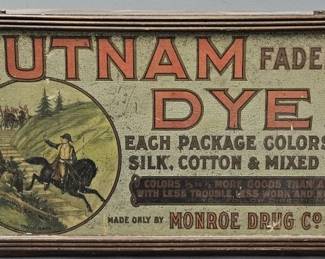 UTNAM FADE
DYE
EACH PACKAGE COLORS
SILK, COTTON & MIXED
COLORS MORE GOODS THAN
WITH LESS TROUBLE, LESS WORK AND
MADE ONLY BY MONROE DRUG CO